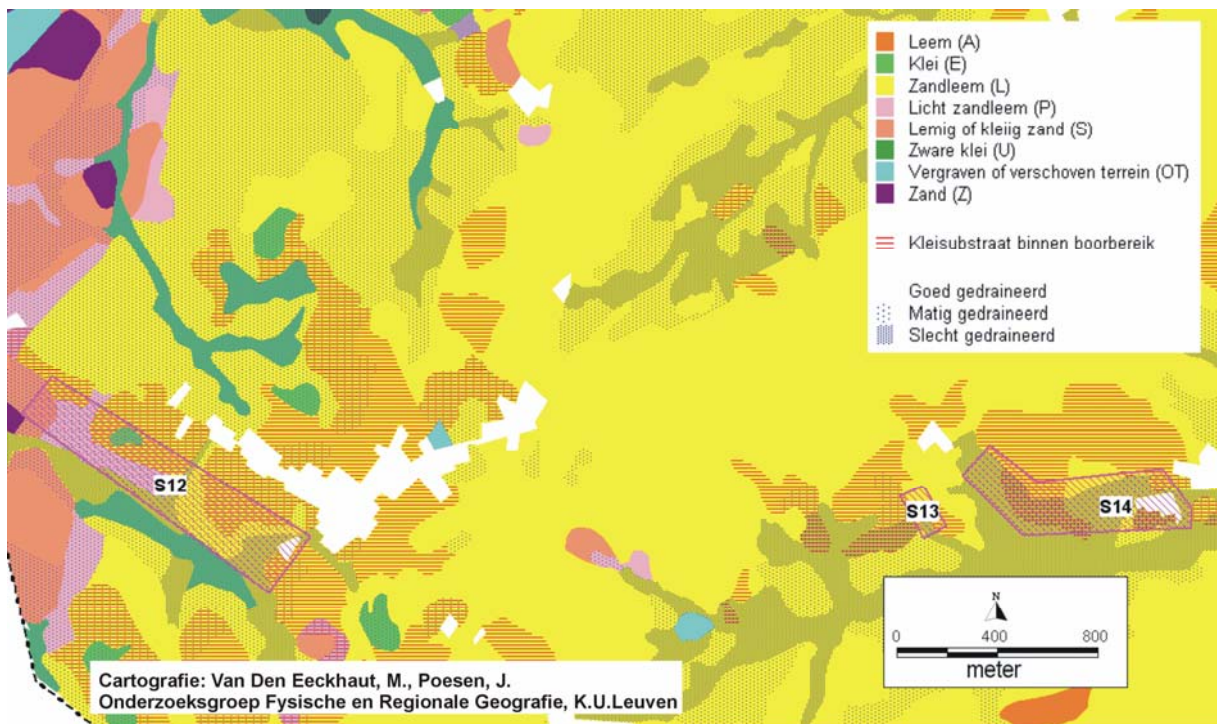 Leem (A)
Klei (E)
Zandleem (L)
Licht zandleem (P)
Lemig of kleiig zand (S)
Zware klei (U)
Vergraven of verschoven terrein (OT)
Zand (Z)
Kleisubstraat binnen boorbereik
Goed gedraineerd
Matig gedraineerd
Slecht gedraineerd
S12
S13
S14
N
0 400 800
meter
Cartografie: Van Den Eeckhaut, M., Poesen, J.
Onderzoeksgroep Fysische en Regionale Geografie, K.U.Leuven